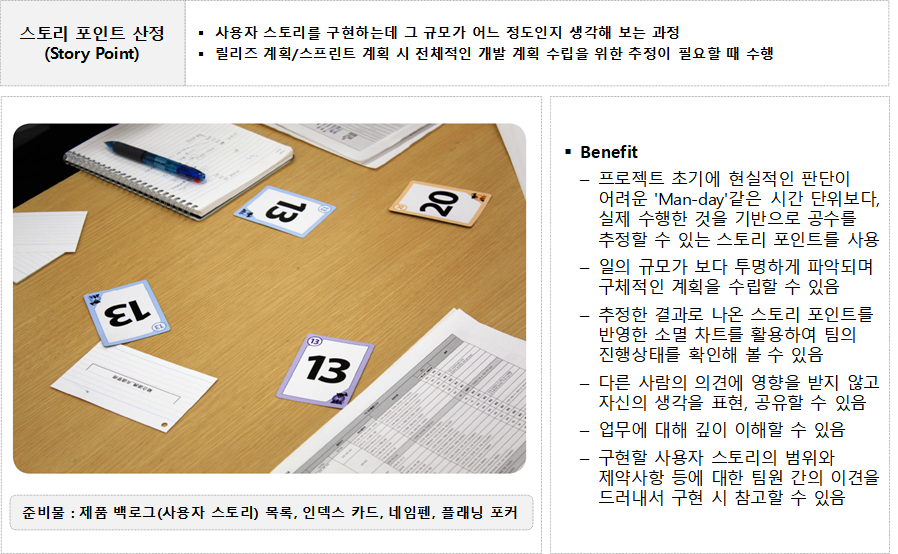 스토리 포인트 산정
(Story Point)
▪ 사용자 스토리를 구현하는데 그 규모가 어느 정도인지 생각해 보는 과정
▪ 릴리즈 계획/스프린트 계획 시 전체적인 개발 계획 수립을 위한 추정이 필요할 때 수행
13
20
13
13
13
13
준비물 : 제품 백로그(사용자 스토리) 목록, 인덱스 카드, 네임펜, 플래닝 포커
▪ Benefit
– 프로젝트 초기에 현실적인 판단이
어려운 'Man-day'같은 시간 단위보다,
실제 수행한 것을 기반으로 공수를
추정할 수 있는 스토리 포인트를 사용
– 일의 규모가 보다 투명하게 파악되며
구체적인 계획을 수립할 수 있음
– 추정한 결과로 나온 스토리 포인트를
반영한 소멸 차트를 활용하여 팀의
진행상태를 확인해 볼 수 있음
– 다른 사람의 의견에 영향을 받지 않고
자신의 생각을 표현, 공유할 수 있음
– 업무에 대해 깊이 이해할 수 있음
– 구현할 사용자 스토리의 범위와
제약사항 등에 대한 팀원 간의 이견을
드러내서 구현 시 참고할 수 있음